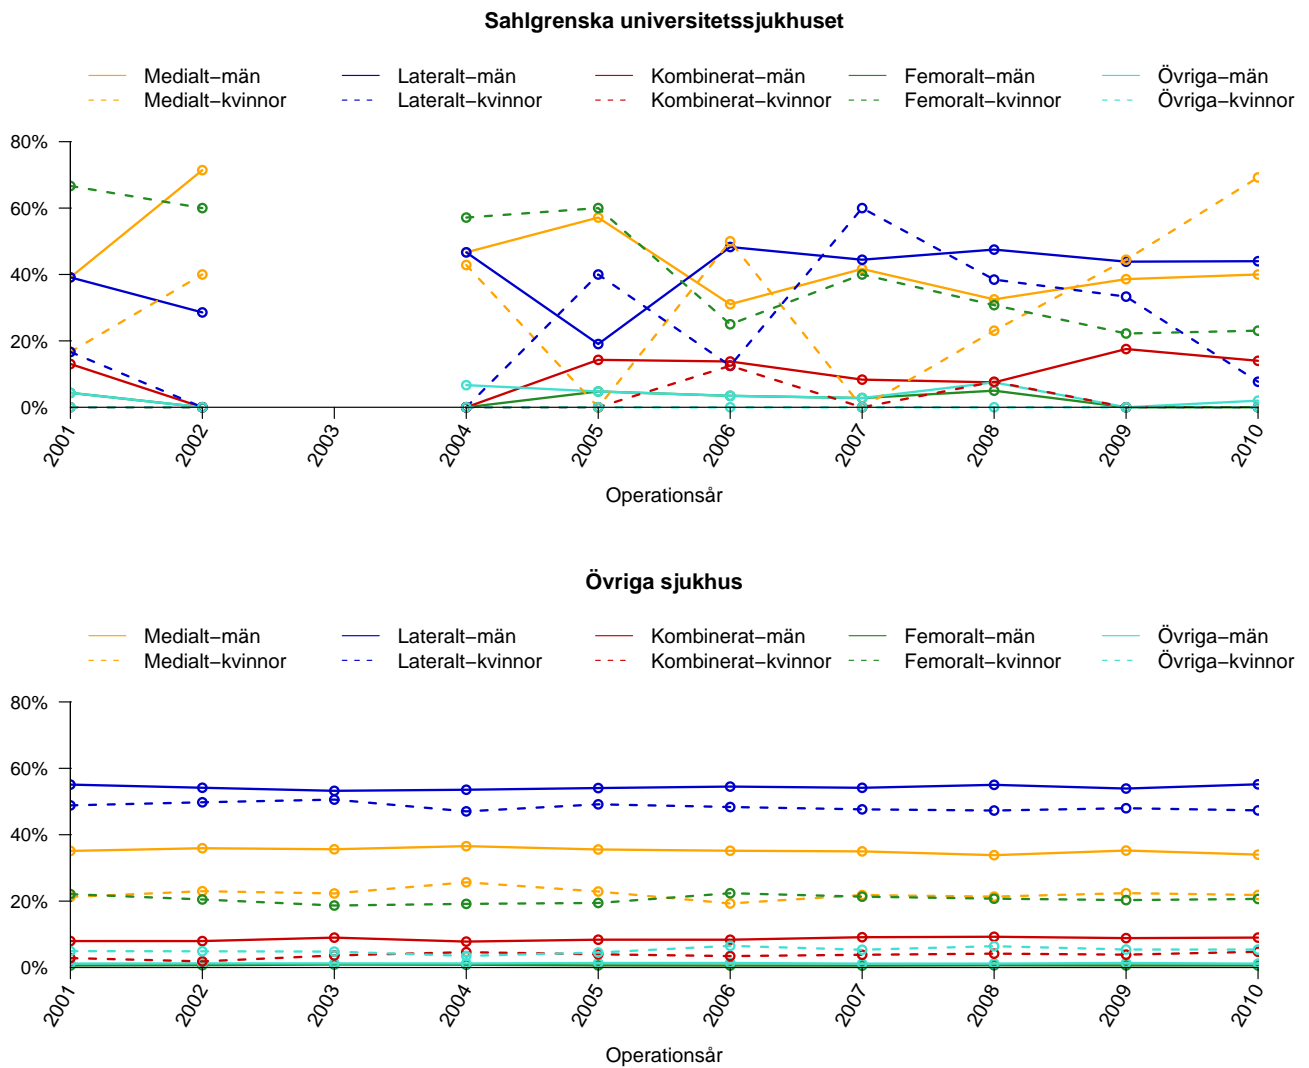 Sahlgrenska universitetssjukhuset
Medialt−män Lateralt−män Kombinerat−män Femoralt−män Övriga−män
Medialt−kvinnor Lateralt−kvinnor Kombinerat−kvinnor Femoralt−kvinnor Övriga−kvinnor
80%
60%
40%
20%
0%
2001 2002 2003 2004 2005 2006 2007 2008 2009 2010
Operationsår
Övriga sjukhus
Medialt−män Lateralt−män Kombinerat−män Femoralt−män Övriga−män
Medialt−kvinnor Lateralt−kvinnor Kombinerat−kvinnor Femoralt−kvinnor Övriga−kvinnor
80%
60%
40%
20%
0%
2001 2002 2003 2004 2005 2006 2007 2008 2009 2010
Operationsår